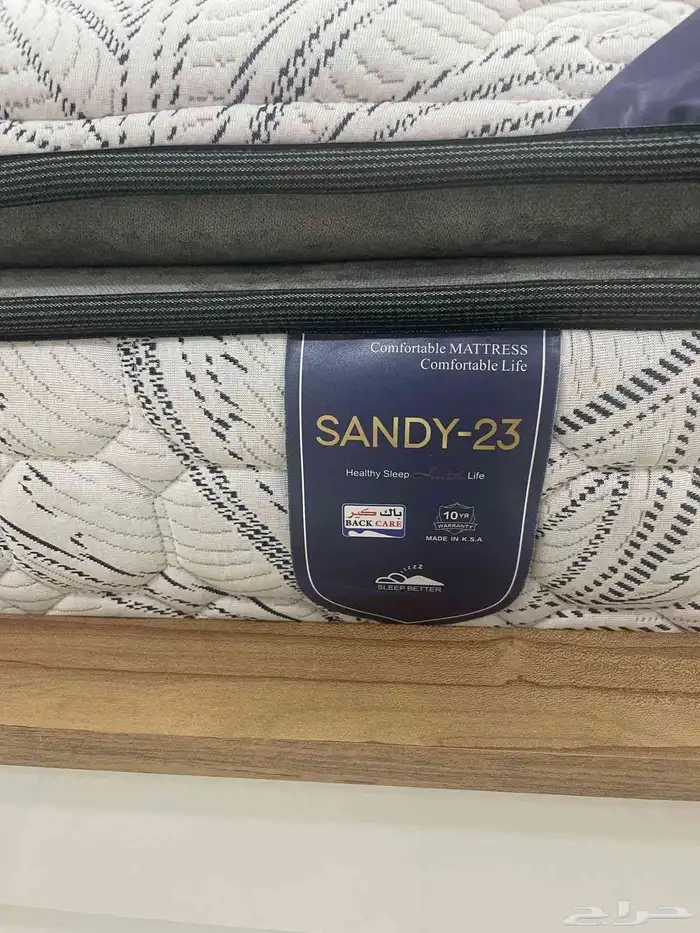 Comfortable MATTRESS
Comfortable Life
SANDY-23
Healthy Sleep Life
باك كير
BACK CARE
10 YR
WARRANTY
MADE IN K.S.A
zzzzz
SLEEP BETTER
حراج